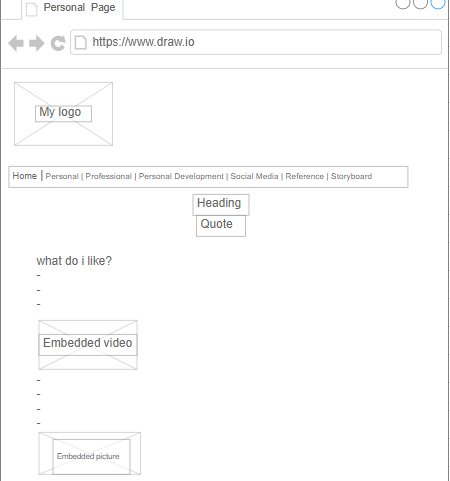 Personal Page
https://www.draw.io
My logo
Home | Personal | Professional | Personal Development | Social Media | Reference | Storyboard
Heading
Quote
what do i like?
-
-
-
Embedded video
-
-
-
-
Embedded picture